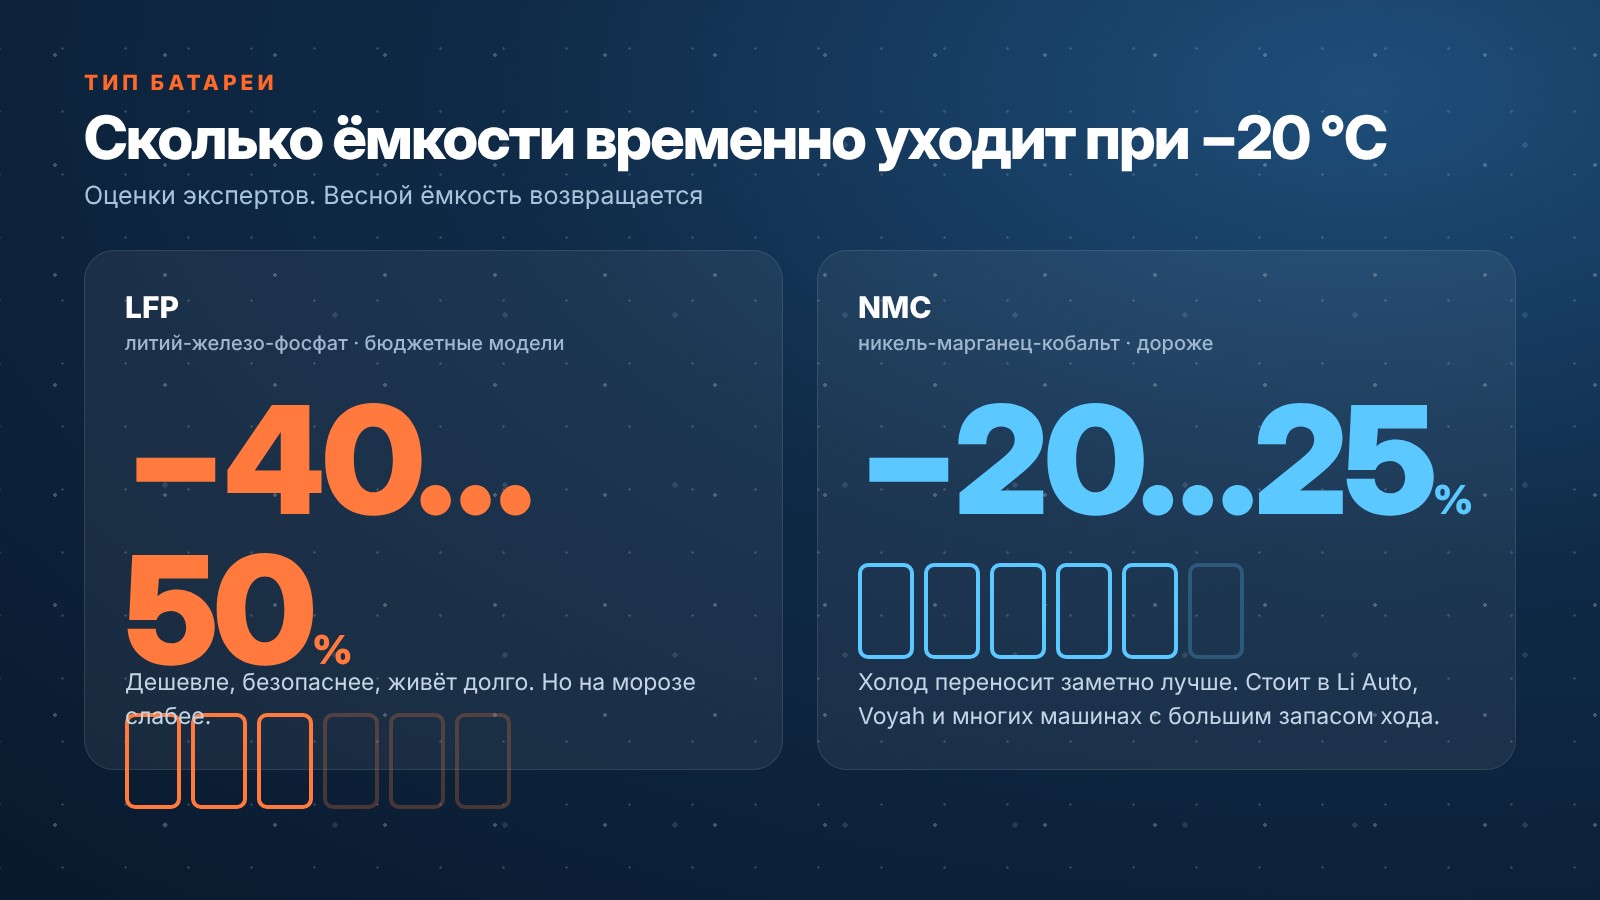 ТИП БАТАРЕИ
Сколько ёмкости временно уходит при −20 °C
Оценки экспертов. Весной ёмкость возвращается
LFP
литий-железо-фосфат · бюджетные модели
−40…
50%
Дешевле, безопаснее, живёт долго. Но на морозе
слабее.
NMC
никель-марганец-кобальт · дороже
−20…25%
Холод переносит заметно лучше. Стоит в Li Auto,
Voyah и многих машинах с большим запасом хода.